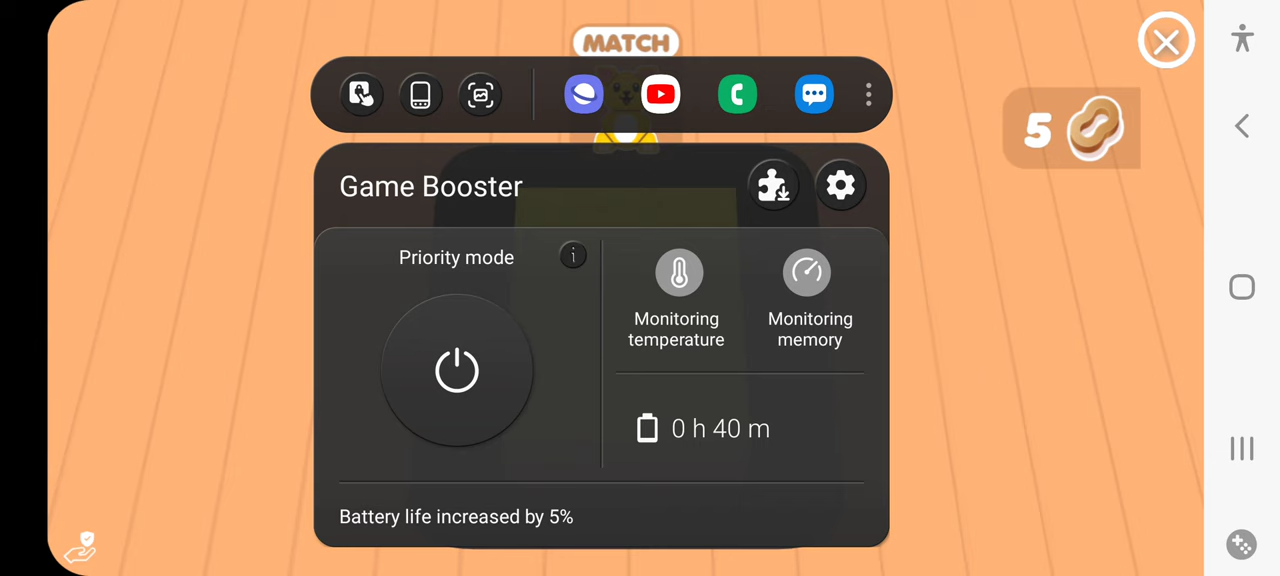 MATCH
5
Game Booster
Priority mode
i
Monitoring
temperature
Monitoring
memory
0 h 40 m
Battery life increased by 5%